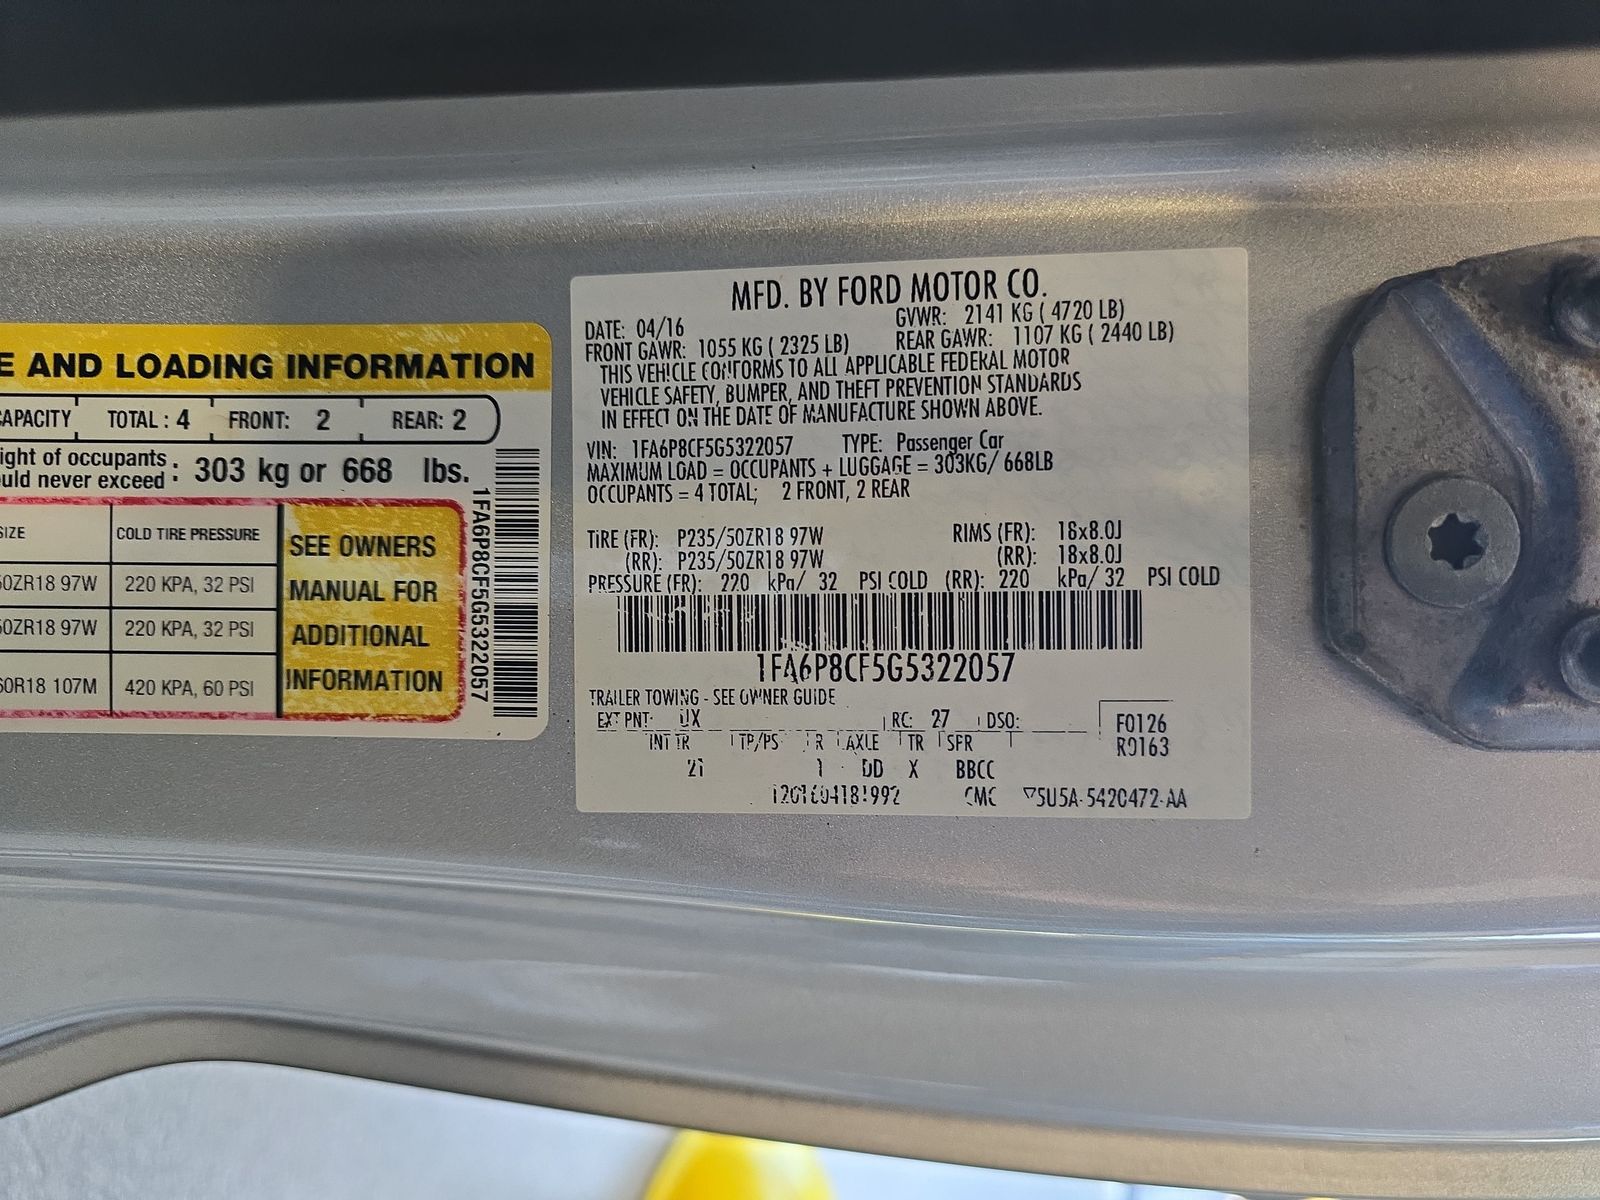 E AND LOADING INFORMATION
CAPACITY TOTAL : 4 FRONT: 2 REAR: 2
ight of occupants
uld never exceed : 303 kg or 668 lbs.
SIZE COLD TIRE PRESSURE
50ZR18 97W 220 KPA, 32 PSI
50ZR18 97W 220 KPA, 32 PSI
60R18 107M 420 KPA, 60 PSI
SEE OWNERS
MANUAL FOR
ADDITIONAL
INFORMATION
1FA6P8CF5G5322057
MFD. BY FORD MOTOR CO.
DATE: 04/16 GVWR: 2141 KG ( 4720 LB)
FRONT GAWR: 1055 KG ( 2325 LB) REAR GAWR: 1107 KG ( 2440 LB)
THIS VEHICLE CONFORMS TO ALL APPLICABLE FEDERAL MOTOR
VEHICLE SAFETY, BUMPER, AND THEFT PREVENTION STANDARDS
IN EFFECT ON THE DATE OF MANUFACTURE SHOWN ABOVE.
VIN: 1FA6P8CF5G5322057 TYPE: Passenger Car
MAXIMUM LOAD = OCCUPANTS + LUGGAGE = 303KG/ 668LB
OCCUPANTS = 4 TOTAL; 2 FRONT, 2 REAR
TIRE (FR): P235/50ZR18 97W RIMS (FR): 18x8.0J
(RR): P235/50ZR18 97W (RR): 18x8.0J
PRESSURE (FR): 220 kPa/ 32 PSI COLD (RR): 220 kPa/ 32 PSI COLD
1FA6P8CF5G5322057
TRAILER TOWING - SEE OWNER GUIDE
EXT PNT: UX RC: 27 DSO: F0126
INT TR TP/PS R AXLE TR SPR R0163
21 1 DD X BBCC
CMC 5U5A-5420472-AA